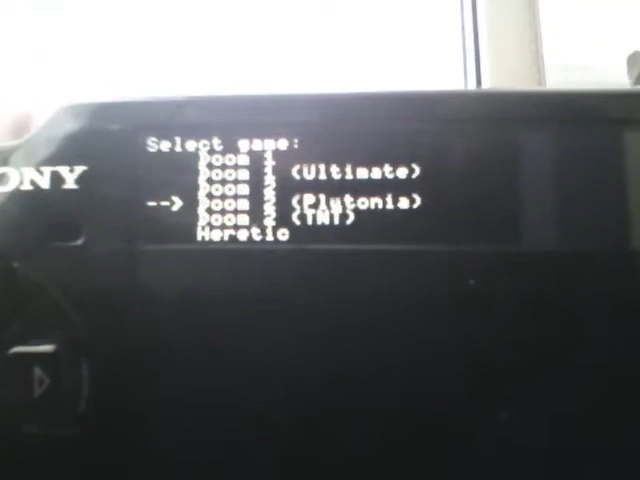 Select game:
Doom 1
Doom 1 (Ultimate)
Doom 2
--> Doom 2 (Plutonia)
Doom 2 (TNT)
Heretic
ONY